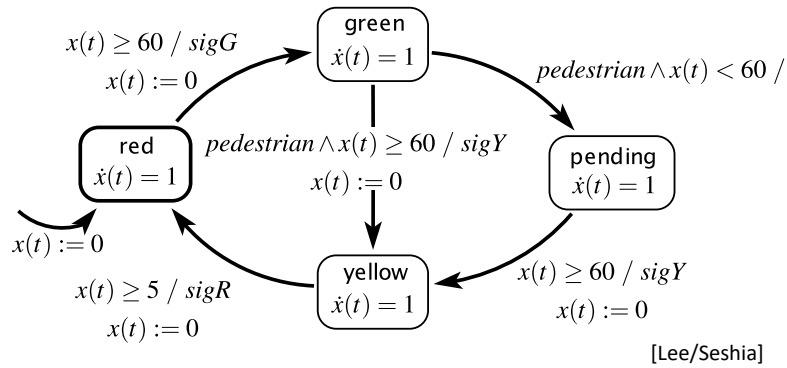 green
ẋ(t) = 1
x(t) ≥ 60 / sigG
x(t) := 0
pedestrian ∧ x(t) < 60 /
red
ẋ(t) = 1
pedestrian ∧ x(t) ≥ 60 / sigY
x(t) := 0
pending
ẋ(t) = 1
x(t) := 0
yellow
ẋ(t) = 1
x(t) ≥ 5 / sigR
x(t) := 0
x(t) ≥ 60 / sigY
x(t) := 0
[Lee/Seshia]